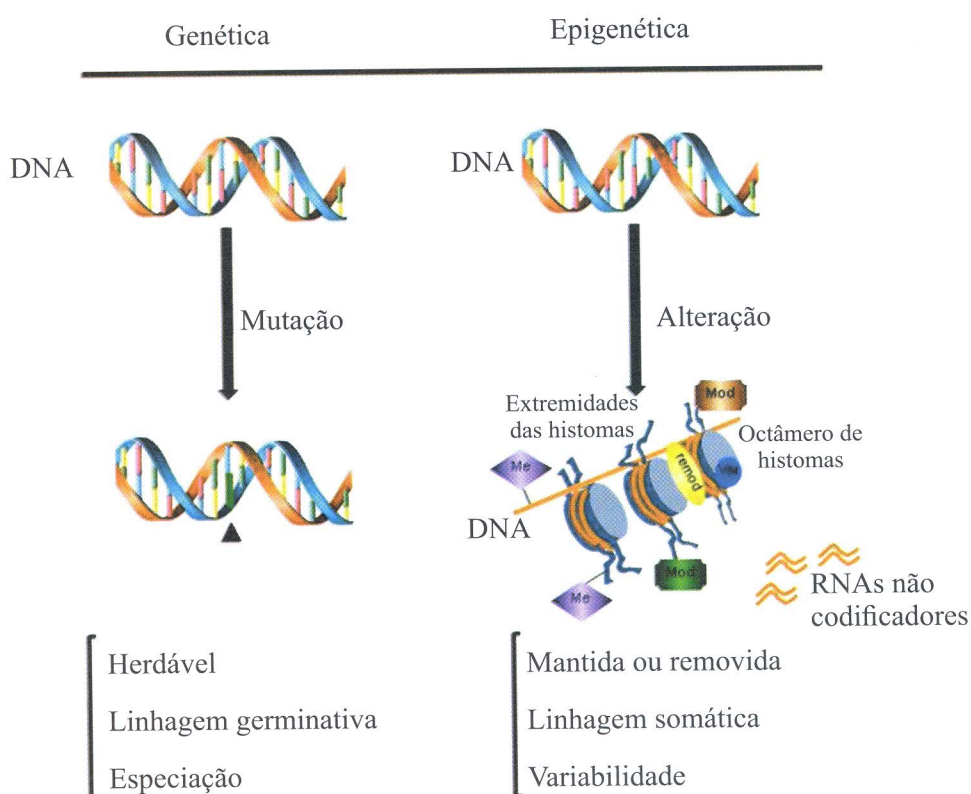 Genética
Epigenética
DNA
DNA
Mutação
Alteração
Extremidades
das histomas
Mod
Octâmero de
histomas
Me
remod
DNA
Me
Mod
RNAs não
codificadores
Herdável
Linhagem germinativa
Especiação
Mantida ou removida
Linhagem somática
Variabilidade